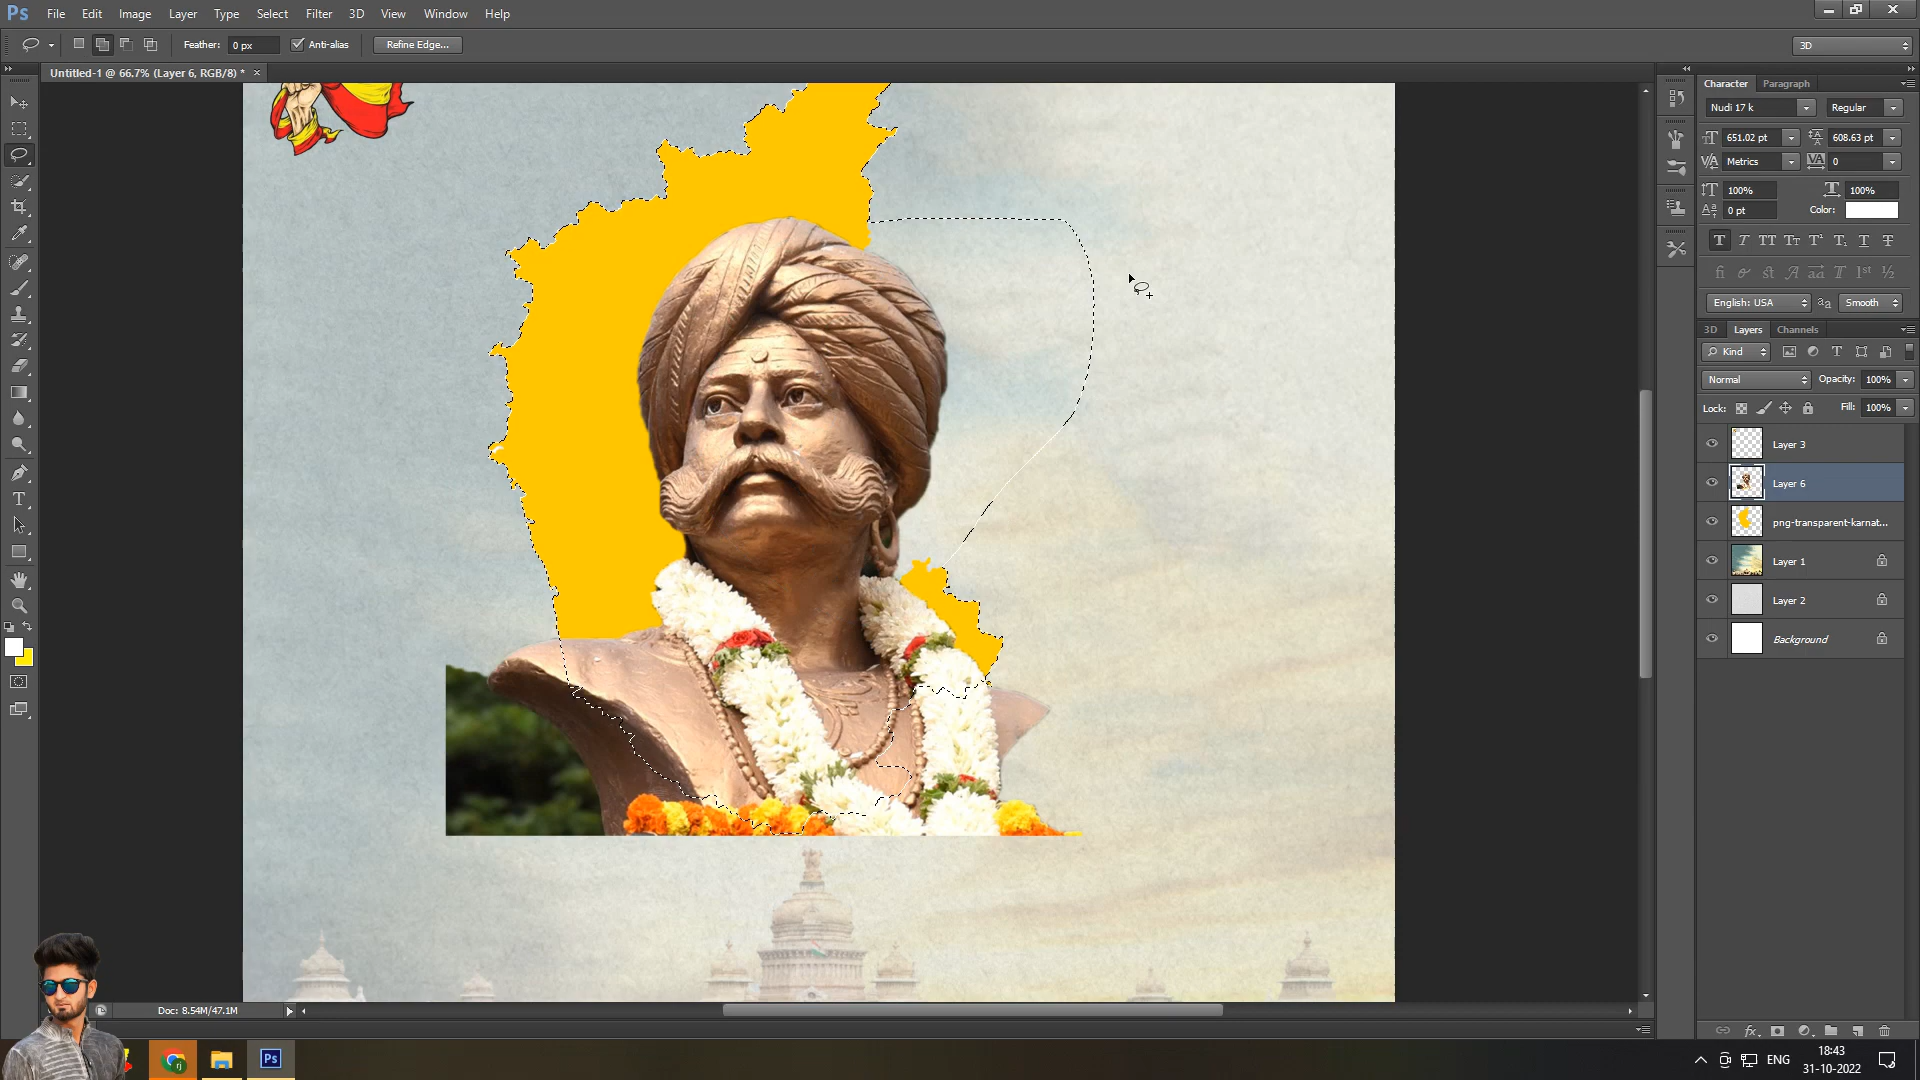 Ps File Edit Image Layer Type Select Filter 3D View Window Help
Feather: 0 px Anti-alias Refine Edge... 3D
Untitled-1 @ 66.7% (Layer 6, RGB/8) * ×
Character Paragraph
Nudi 17 k Regular
651.02 pt 608.63 pt
Metrics 0
100% 100%
0 pt Color:
English: USA Smooth
3D Layers Channels
Kind
Normal Opacity: 100%
Lock: Fill: 100%
Layer 3
Layer 6
png-transparent-karnat...
Layer 1
Layer 2
Background
Doc: 8.54M/47.1M
Ps ENG 18:43
31-10-2022